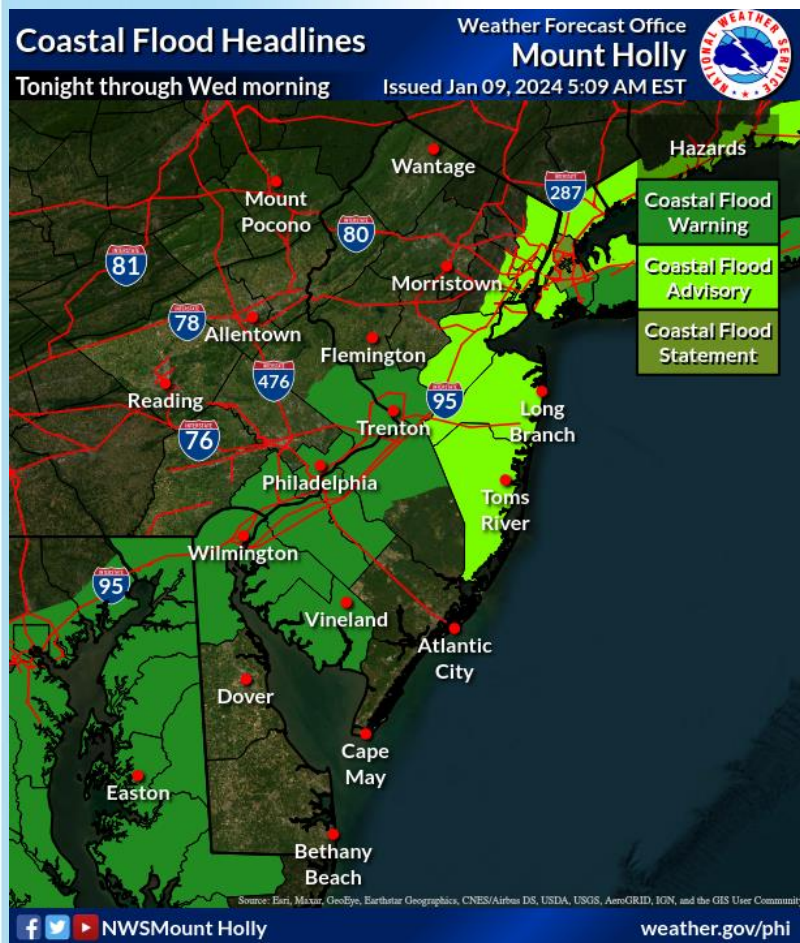 Coastal Flood Headlines
Tonight through Wed morning
Weather Forecast Office
Mount Holly
Issued Jan 09, 2024 5:09 AM EST
NATIONAL WEATHER SERVICE
Hazards
Coastal Flood
Warning
Coastal Flood
Advisory
Coastal Flood
Statement
Wantage
287
Mount
Pocono
80
81
Morristown
78
Allentown
Flemington
476
Reading
95
Long
Branch
Trenton
76
Philadelphia
Toms
River
Wilmington
95
Vineland
Atlantic
City
Dover
Cape
May
Easton
Bethany
Beach
Source: Esri, Maxar, GeoEye, Earthstar Geographics, CNES/Airbus DS, USDA, USGS, AeroGRID, IGN, and the GIS User Community
NWSMount Holly
weather.gov/phi